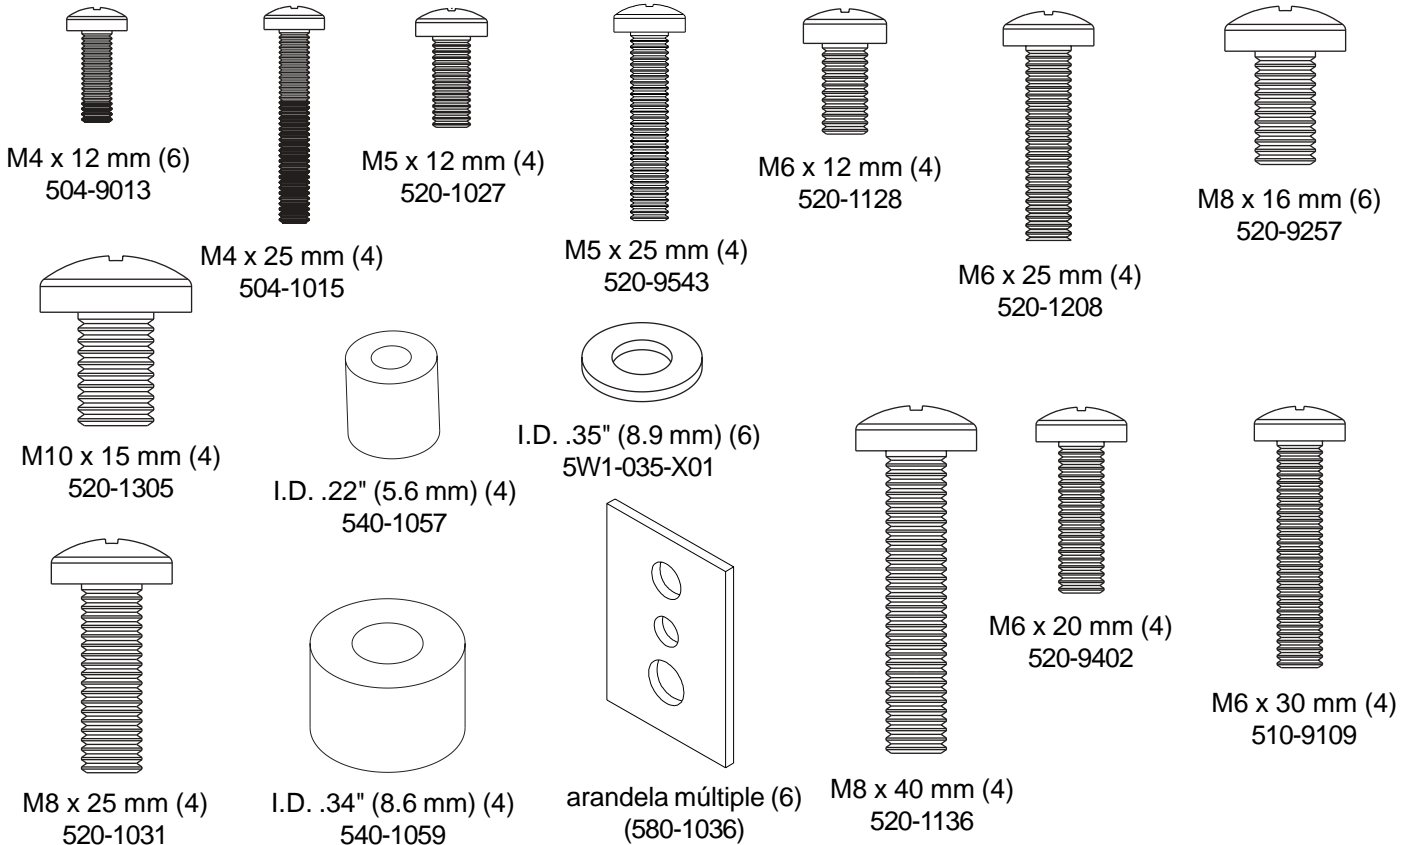 M4 x 12 mm (6)
504-9013
M4 x 25 mm (4)
504-1015
M5 x 12 mm (4)
520-1027
M5 x 25 mm (4)
520-9543
M6 x 12 mm (4)
520-1128
M6 x 25 mm (4)
520-1208
M8 x 16 mm (6)
520-9257
M10 x 15 mm (4)
520-1305
I.D. .22" (5.6 mm) (4)
540-1057
I.D. .35" (8.9 mm) (6)
5W1-035-X01
M8 x 25 mm (4)
520-1031
I.D. .34" (8.6 mm) (4)
540-1059
arandela múltiple (6)
(580-1036)
M8 x 40 mm (4)
520-1136
M6 x 20 mm (4)
520-9402
M6 x 30 mm (4)
510-9109